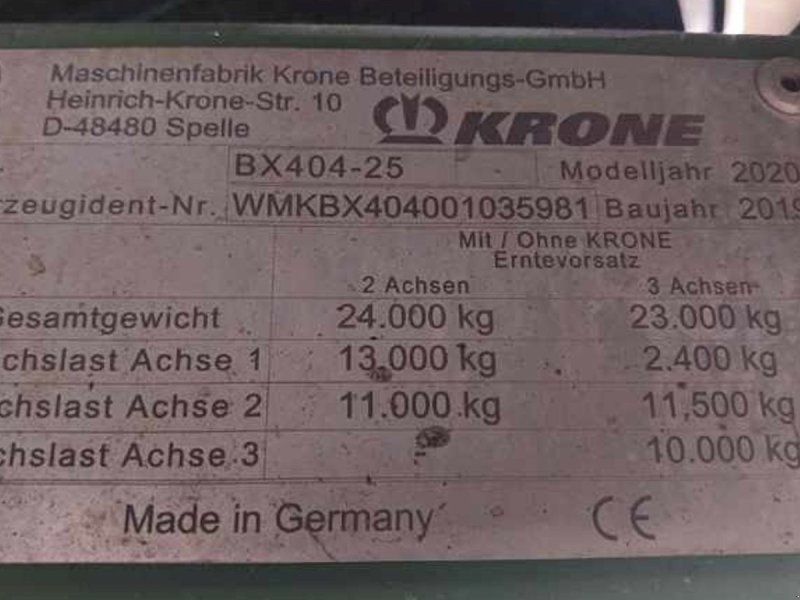 Maschinenfabrik Krone Beteiligungs-GmbH
Heinrich-Krone-Str. 10
D-48480 Spelle
KRONE
BX404-25 Modelljahr 2020
rzeugident-Nr. WMKBX404001035981 Baujahr 2019
Mit / Ohne KRONE
Erntevorsatz
2 Achsen 3 Achsen
Gesamtgewicht 24.000 kg 23.000 kg
chslast Achse 1 13.000 kg 2.400 kg
chslast Achse 2 11.000 kg 11.500 kg
chslast Achse 3 10.000 kg
Made in Germany CE